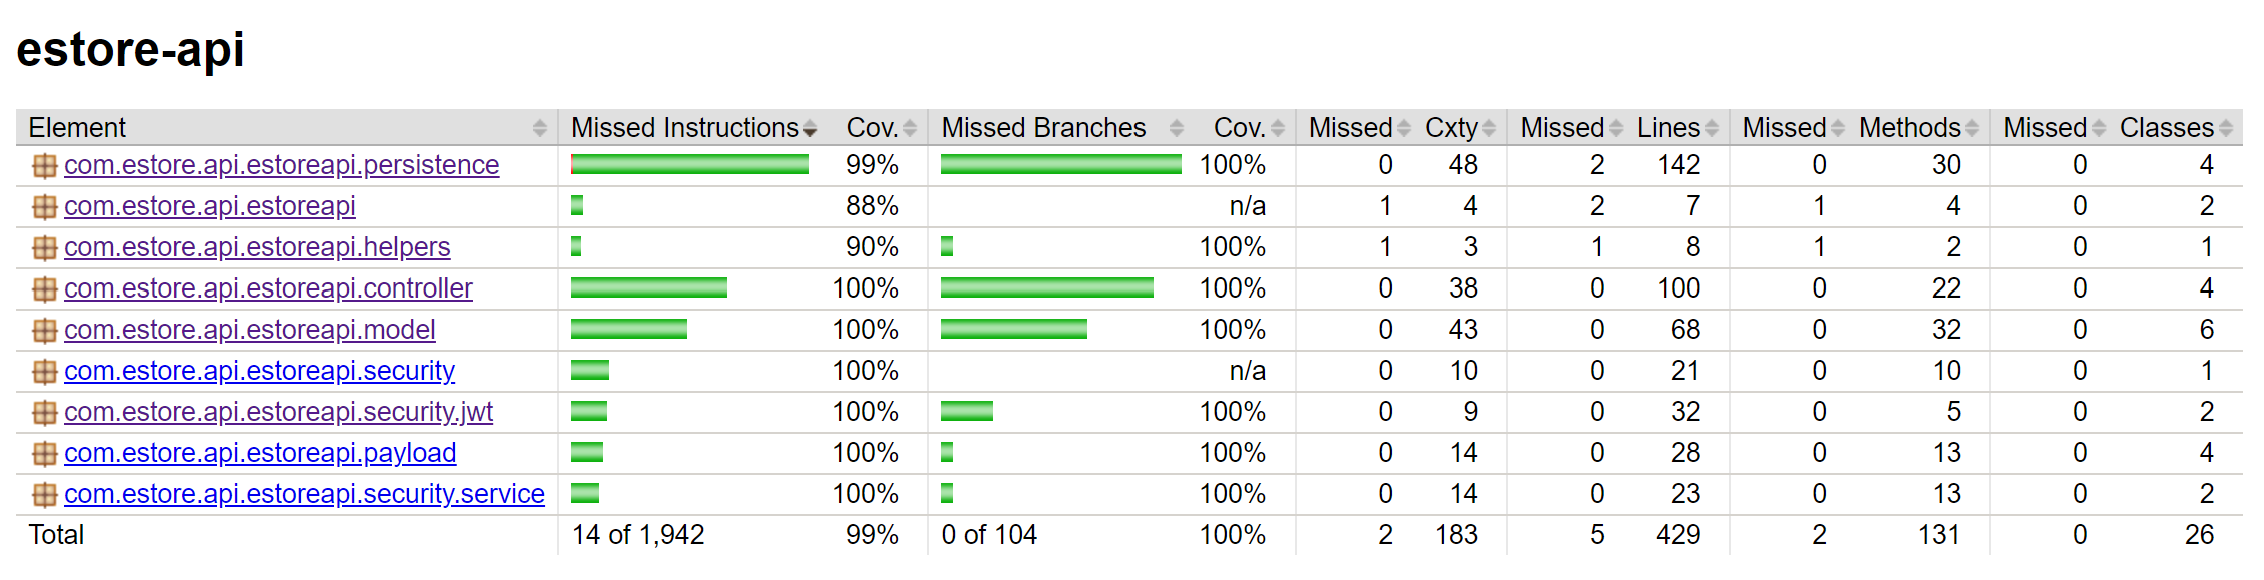 estore-api
Element Missed Instructions Cov. Missed Branches Cov. Missed Cxty Missed Lines Missed Methods Missed Classes
com.estore.api.estoreapi.persistence 99% 100% 0 48 2 142 0 30 0 4
com.estore.api.estoreapi 88% n/a 1 4 2 7 1 4 0 2
com.estore.api.estoreapi.helpers 90% 100% 1 3 1 8 1 2 0 1
com.estore.api.estoreapi.controller 100% 100% 0 38 0 100 0 22 0 4
com.estore.api.estoreapi.model 100% 100% 0 43 0 68 0 32 0 6
com.estore.api.estoreapi.security 100% n/a 0 10 0 21 0 10 0 1
com.estore.api.estoreapi.security.jwt 100% 100% 0 9 0 32 0 5 0 2
com.estore.api.estoreapi.payload 100% 100% 0 14 0 28 0 13 0 4
com.estore.api.estoreapi.security.service 100% 100% 0 14 0 23 0 13 0 2
Total 14 of 1,942 99% 0 of 104 100% 2 183 5 429 2 131 0 26